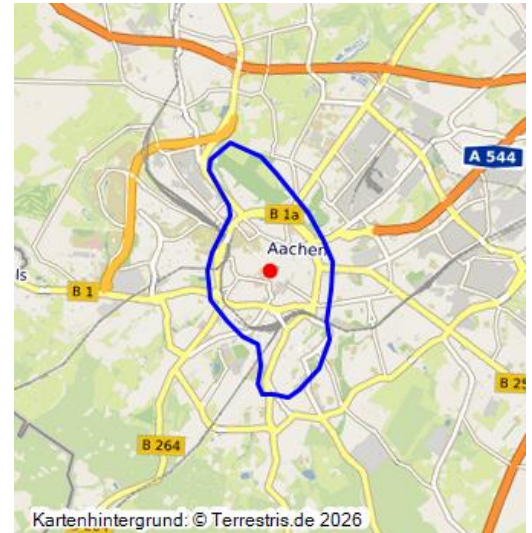 A 544
B 1a
Aachen
ls
B 1
B 25
B 264
Kartenhintergrund: © Terrestris.de 2026